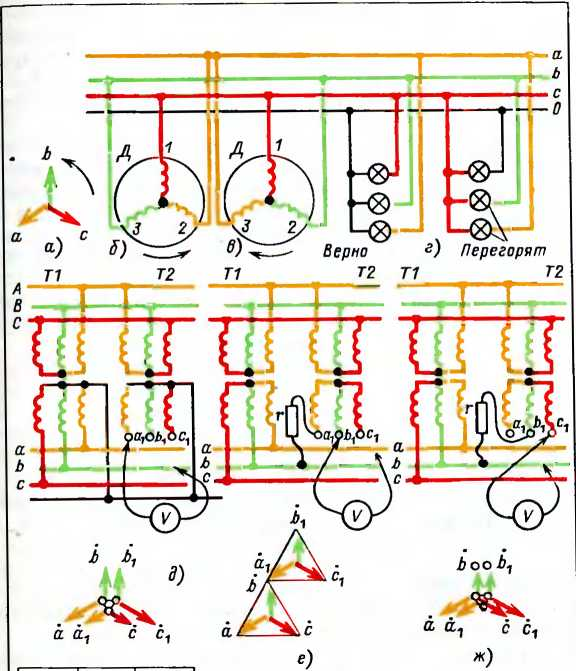 a
b
c
0
b
a
c
а)
Д
1
3
2
б)
Д
1
3
2
в)
Верно
г)
Перегорят
T1 T2 T1 T2 T1 T2
A
B
C
r
r
a₁ b₁ c₁
a₁ b₁ c₁
a₁ b₁ c₁
a
b
c
a
b
c
a
b
c
V
V
V
ḃ ḃ₁
д)
ȧ ȧ₁ ċ ċ₁
ḃ₁
ȧ₁
ḃ
ċ₁
ȧ ċ
е)
ḃ ḃ₁
ȧ ȧ₁ ċ ċ₁
ж)